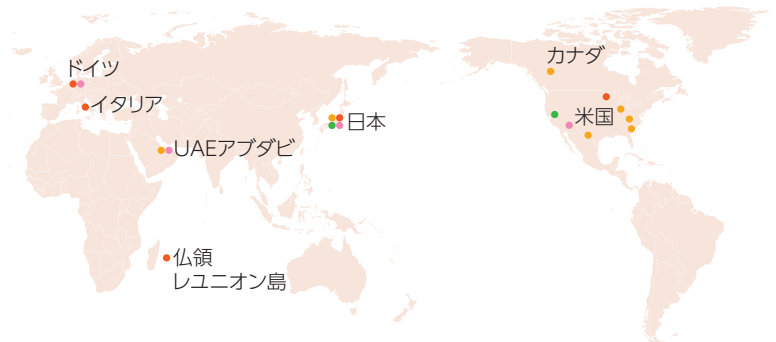 ドイツ
カナダ
イタリア
米国
日本
UAEアブダビ
仏領
レユニオン島